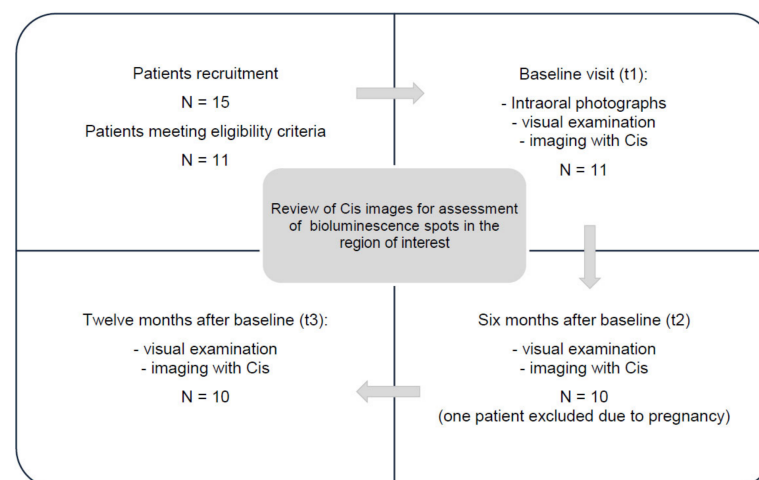 Patients recruitment
N = 15
Patients meeting eligibility criteria
N = 11
Baseline visit (t1):
- Intraoral photographs
- visual examination
- imaging with Cis
N = 11
Review of Cis images for assessment
of bioluminescence spots in the
region of interest
Twelve months after baseline (t3):
- visual examination
- imaging with Cis
N = 10
Six months after baseline (t2)
- visual examination
- imaging with Cis
N = 10
(one patient excluded due to pregnancy)